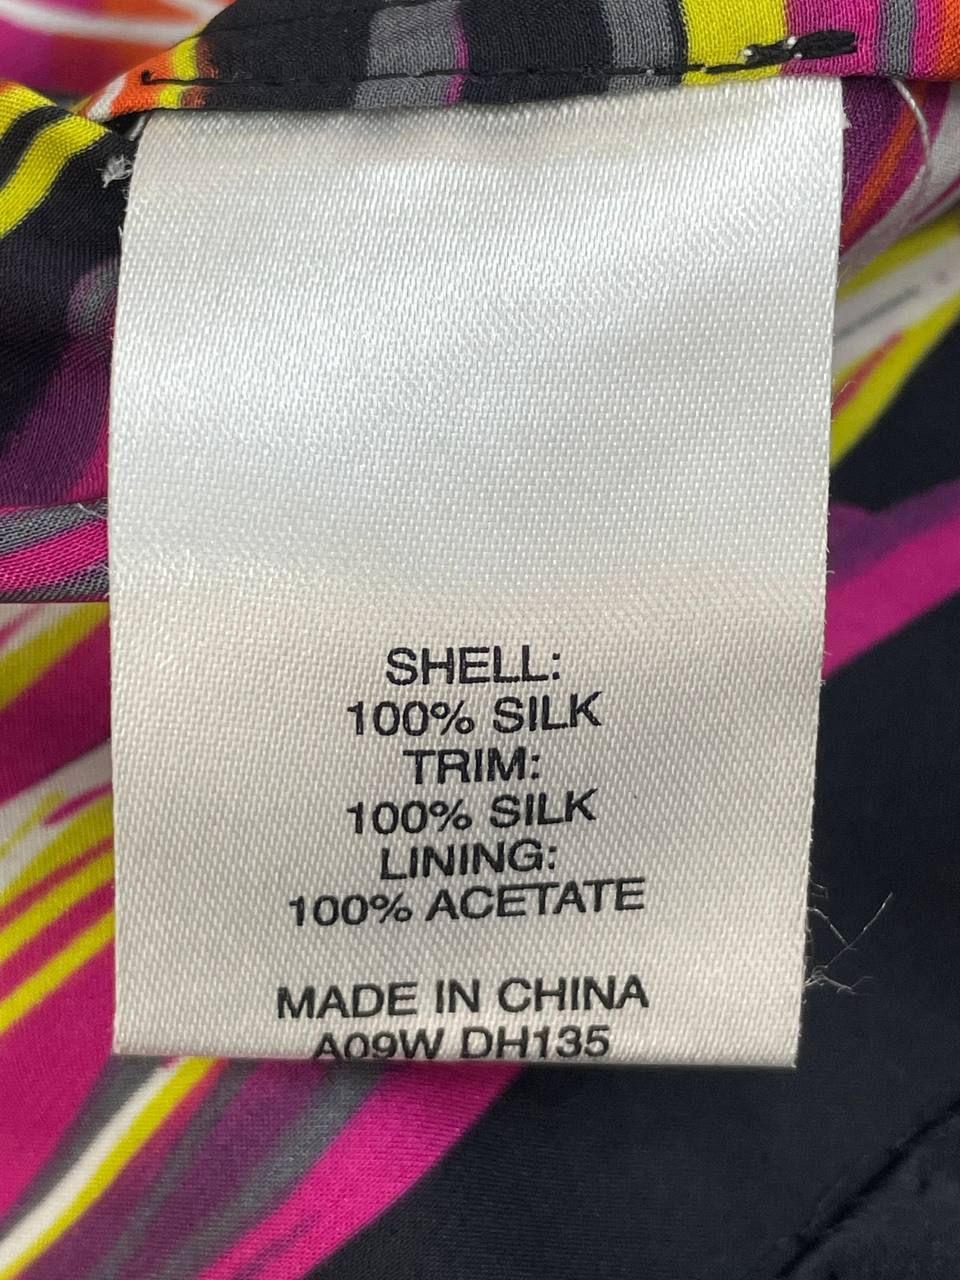 SHELL:
100% SILK
TRIM:
100% SILK
LINING:
100% ACETATE
MADE IN CHINA
A09W DH135